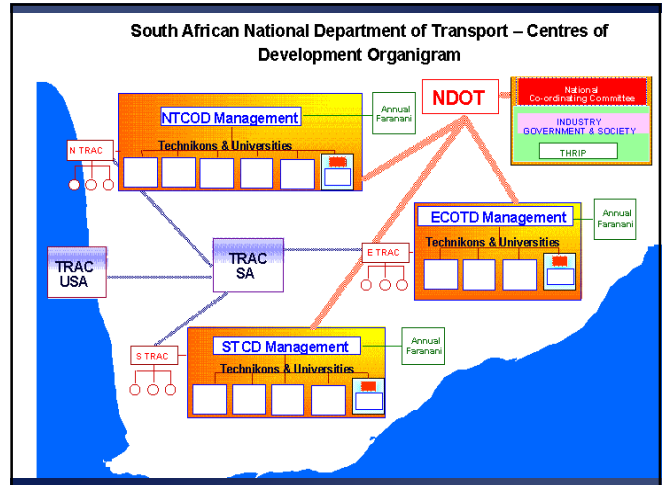 South African National Department of Transport – Centres of
Development Organigram
NTCOD Management
Technikons & Universities
Annual
Faranani
NDOT
National
Co-ordinating Committee
INDUSTRY
GOVERNMENT & SOCIETY
THRIP
N TRAC
ECOTD Management
Technikons & Universities
Annual
Faranani
TRAC
USA
TRAC
SA
E TRAC
S TRAC
STCD Management
Technikons & Universities
Annual
Faranani